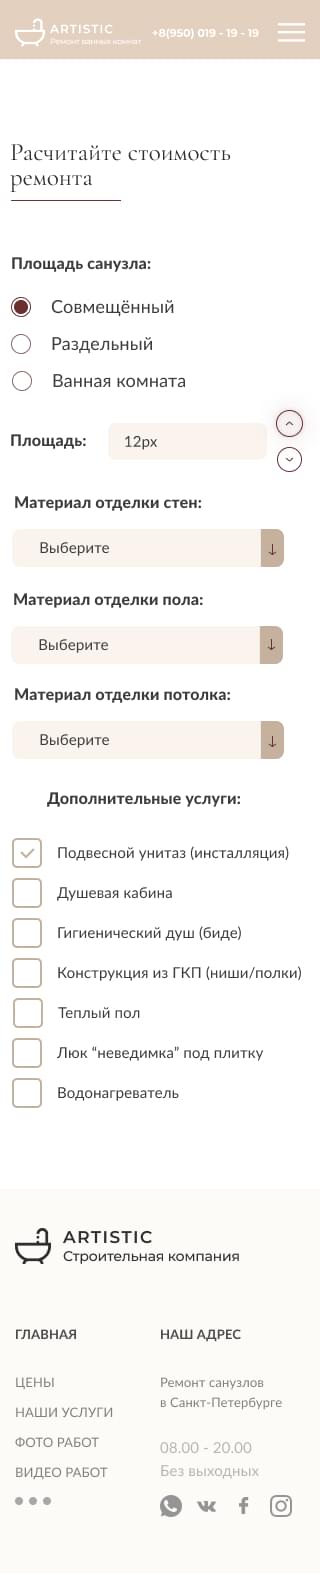 ARTISTIC
Ремонт ванных комнат
+8(950) 019 - 19 - 19
Расчитайте стоимость
ремонта
Площадь санузла:
Совмещённый
Раздельный
Ванная комната
Площадь:
12px
Материал отделки стен:
Выберите
Материал отделки пола:
Выберите
Материал отделки потолка:
Выберите
Дополнительные услуги:
Подвесной унитаз (инсталляция)
Душевая кабина
Гигиенический душ (биде)
Конструкция из ГКП (ниши/полки)
Теплый пол
Люк “неведимка” под плитку
Водонагреватель
ARTISTIC
Строительная компания
ГЛАВНАЯ
ЦЕНЫ
НАШИ УСЛУГИ
ФОТО РАБОТ
ВИДЕО РАБОТ
НАШ АДРЕС
Ремонт санузлов
в Санкт-Петербурге
08.00 - 20.00
Без выходных